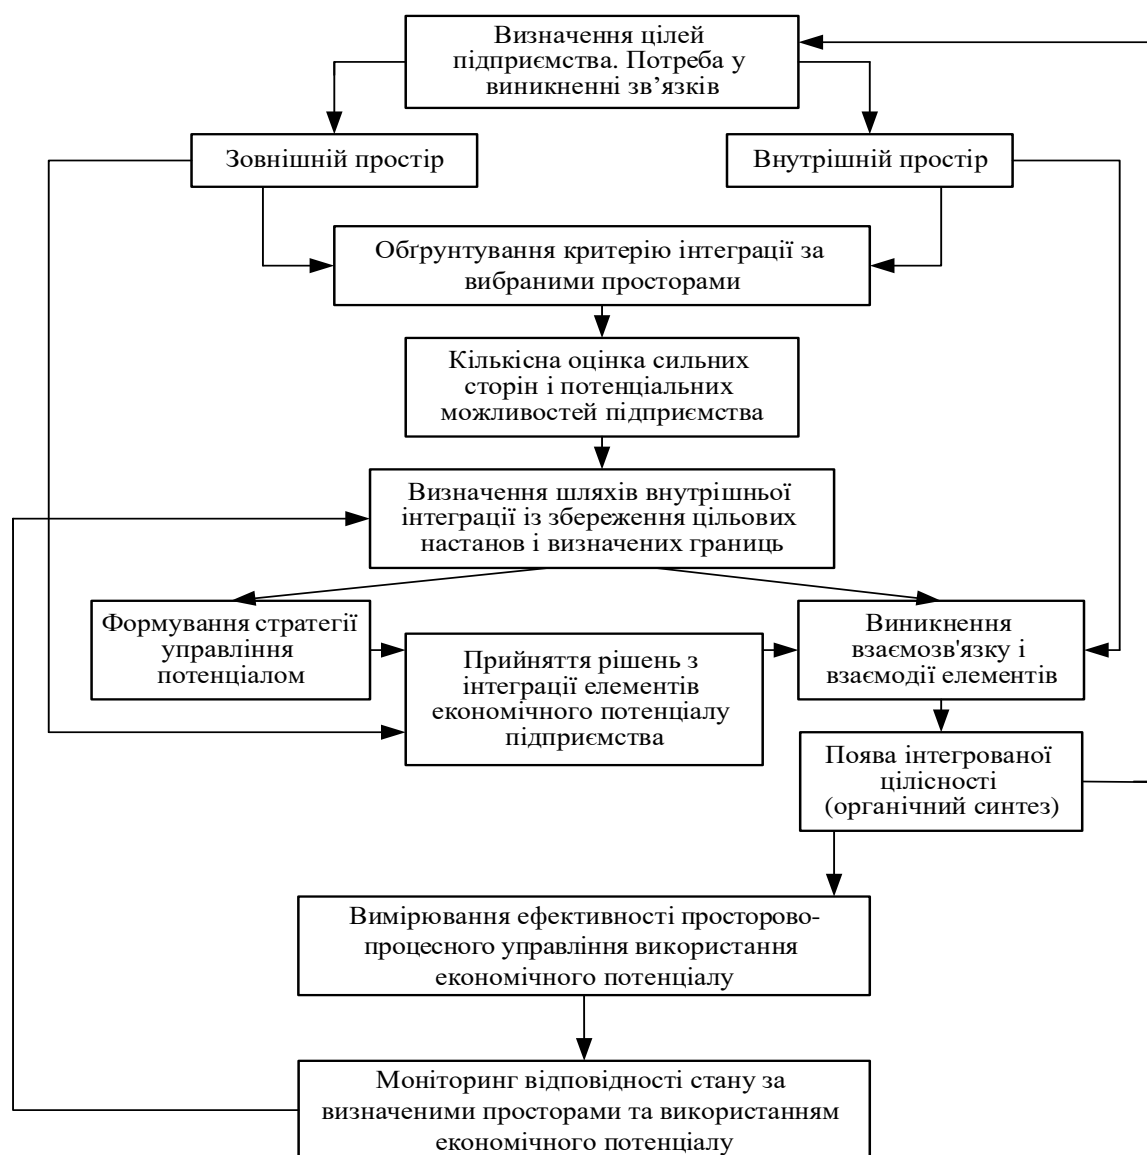 Визначення цілей
підприємства. Потреба у
виникненні зв’язків
Зовнішній простір
Внутрішній простір
Обґрунтування критерію інтеграції за
вибраними просторами
Кількісна оцінка сильних
сторін і потенціальних
можливостей підприємства
Визначення шляхів внутрішньої
інтеграції із збереження цільових
настанов і визначених границь
Формування стратегії
управління
потенціалом
Прийняття рішень з
інтеграції елементів
економічного потенціалу
підприємства
Виникнення
взаємозв'язку і
взаємодії елементів
Поява інтегрованої
цілісності
(органічний синтез)
Вимірювання ефективності просторово-
процесного управління використання
економічного потенціалу
Моніторинг відповідності стану за
визначеними просторами та використанням
економічного потенціалу